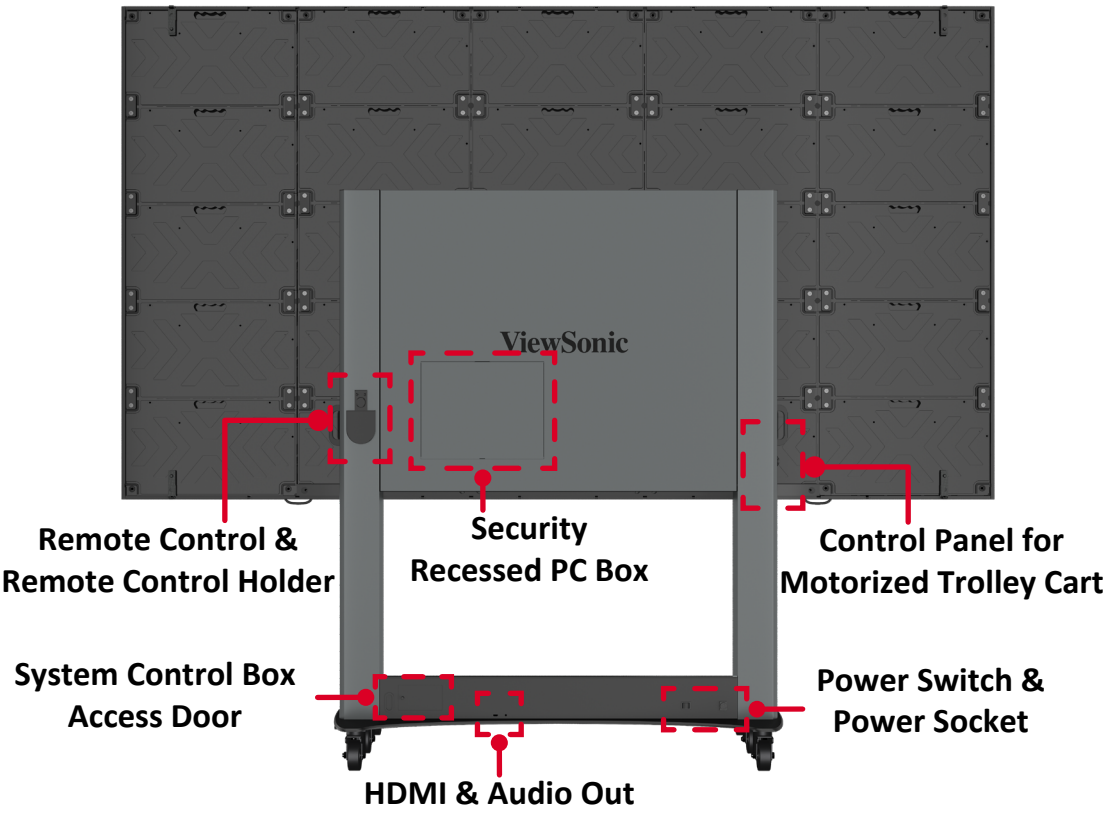 ViewSonic
Remote Control &
Remote Control Holder
Security
Recessed PC Box
Control Panel for
Motorized Trolley Cart
System Control Box
Access Door
Power Switch &
Power Socket
HDMI & Audio Out